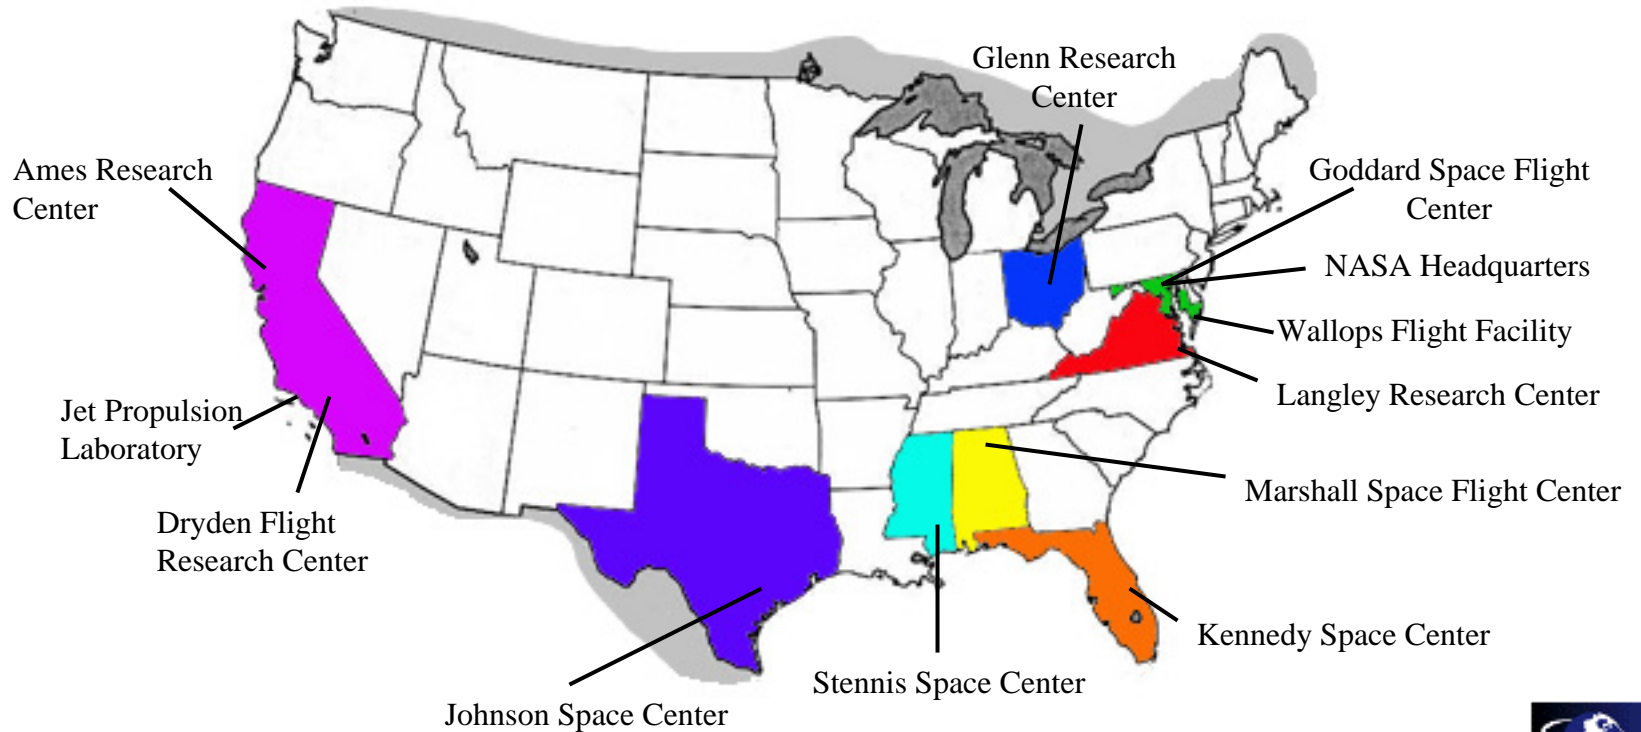 Glenn Research
Center
Ames Research
Center
Goddard Space Flight
Center
NASA Headquarters
Wallops Flight Facility
Langley Research Center
Jet Propulsion
Laboratory
Marshall Space Flight Center
Dryden Flight
Research Center
Kennedy Space Center
Stennis Space Center
Johnson Space Center